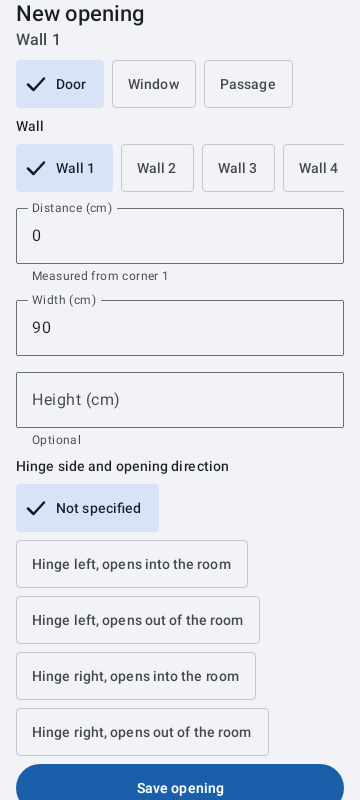 New opening
Wall 1
Door Window Passage
Wall
Wall 1 Wall 2 Wall 3 Wall 4
Distance (cm)
0
Measured from corner 1
Width (cm)
90
Height (cm)
Optional
Hinge side and opening direction
Not specified
Hinge left, opens into the room
Hinge left, opens out of the room
Hinge right, opens into the room
Hinge right, opens out of the room
Save opening